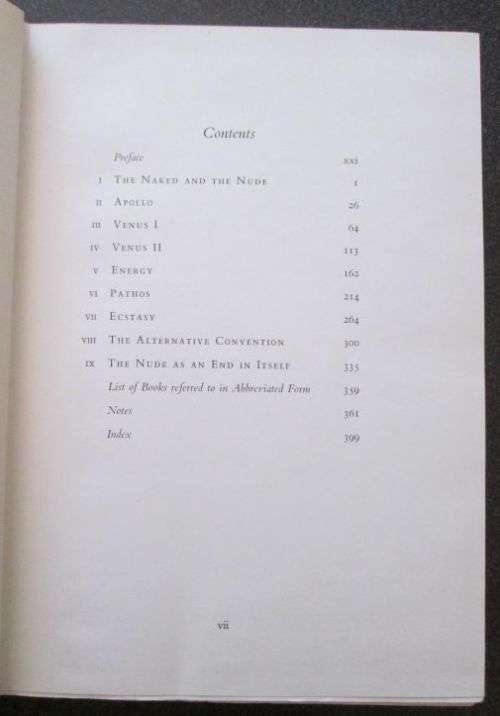 Contents
Preface xxi
I THE NAKED AND THE NUDE 1
II APOLLO 26
III VENUS I 64
IV VENUS II 113
V ENERGY 162
VI PATHOS 214
VII ECSTASY 264
VIII THE ALTERNATIVE CONVENTION 300
IX THE NUDE AS AN END IN ITSELF 335
List of Books referred to in Abbreviated Form 359
Notes 361
Index 399
vii